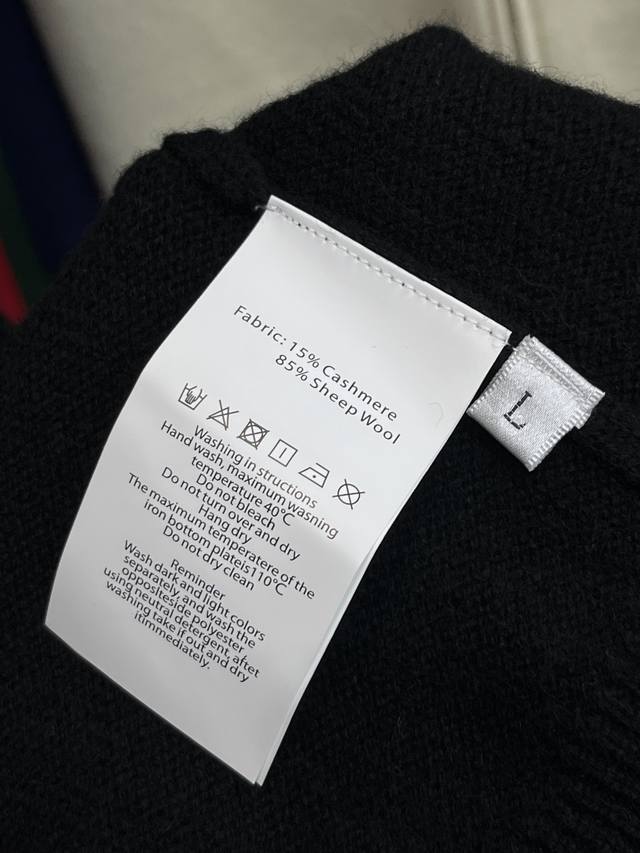 Fabric: 15% Cashmere
85% Sheep Wool
Washing in structions
Hand wash, maximum washing
temperature 40°C
Do not bleach
Do not turn over and dry
Hang dry
The maximum temperatere of the
iron bottom plateis110°C
Do not dry clean
Reminder
Wash dark and light colors
separately, and wash the
oppositeside polyester
using neutral detergent, aftet
washing take if out and dry
itimmediately.
L